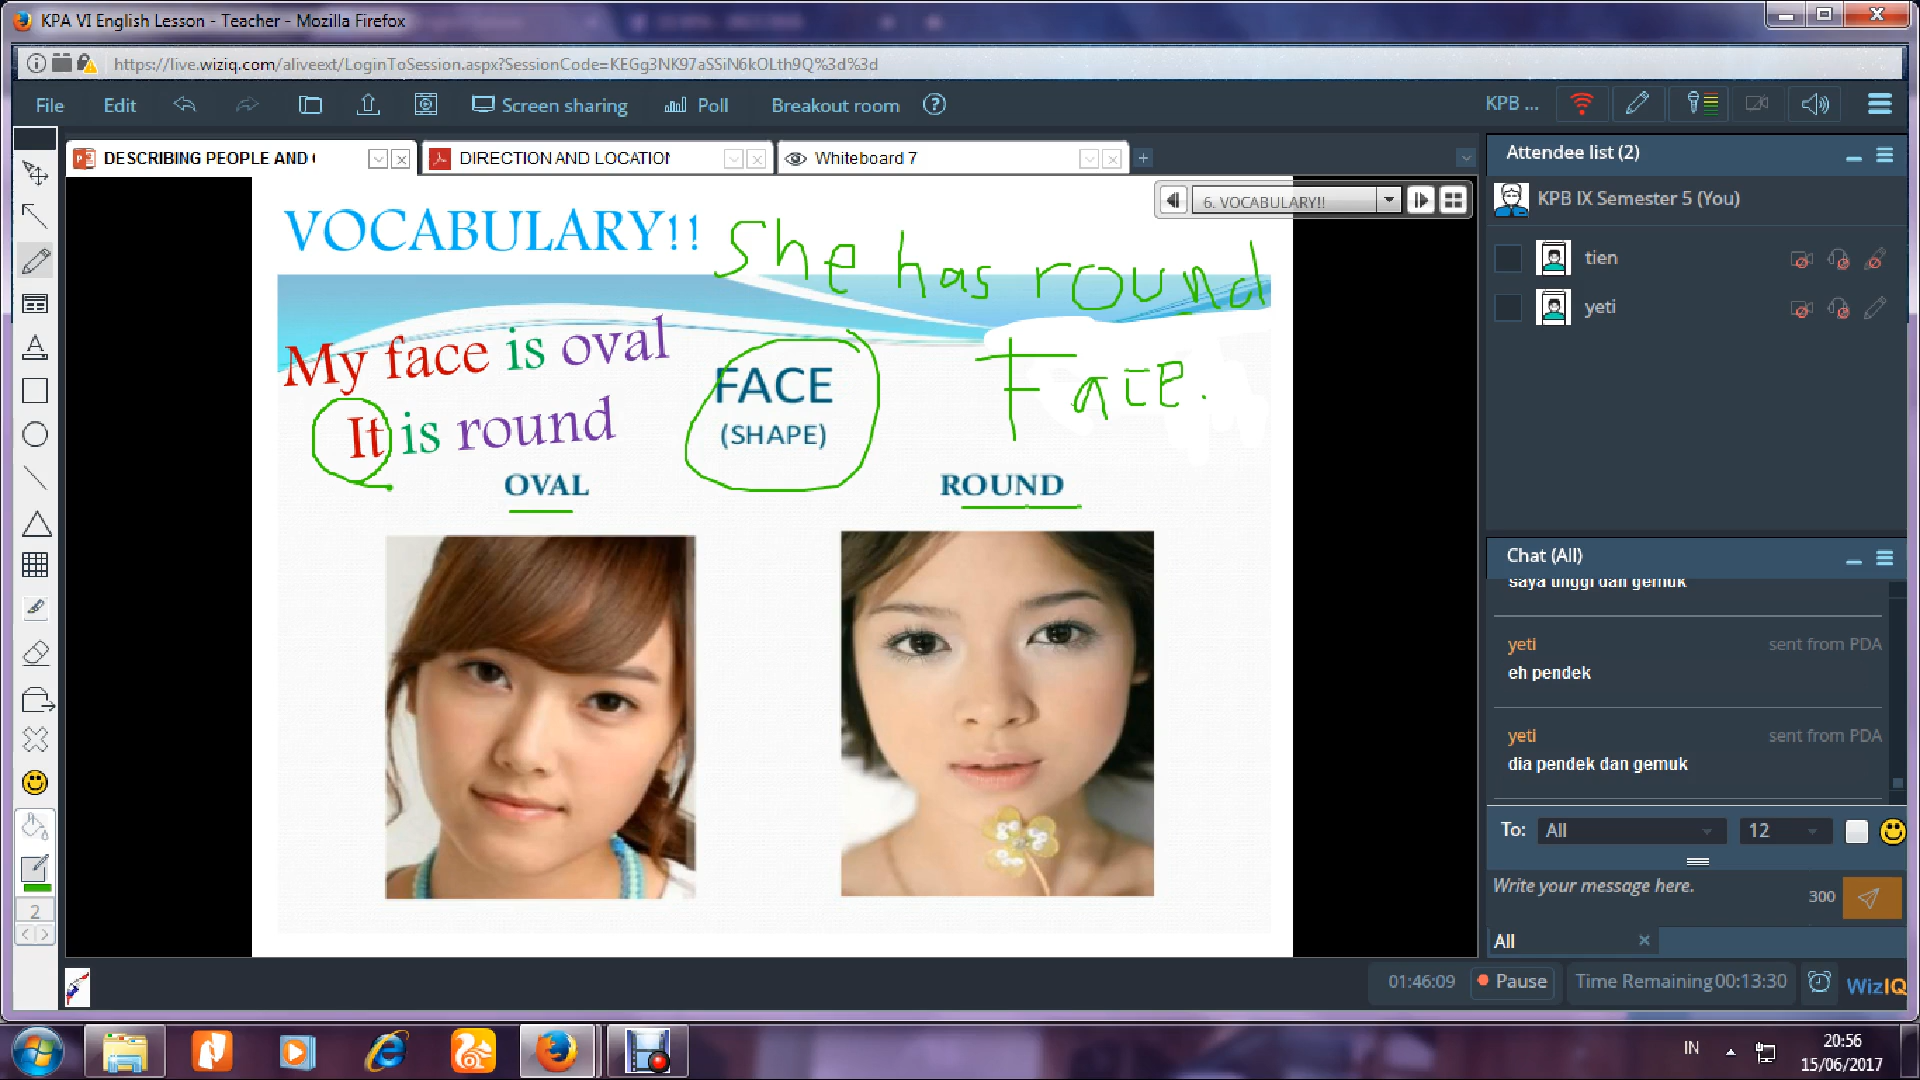 KPA VI English Lesson - Teacher - Mozilla Firefox
https://live.wiziq.com/aliveext/LoginToSession.aspx?SessionCode=KEGg3NK97aSSiN6kOLth9Q%3d%3d
File Edit Screen sharing Poll Breakout room KPB ...
DESCRIBING PEOPLE AND
DIRECTION AND LOCATION
Whiteboard 7
6. VOCABULARY!!
VOCABULARY!!
She has round
Face.
My face is oval
It is round
FACE
(SHAPE)
OVAL
ROUND
Attendee list (2)
KPB IX Semester 5 (You)
tien
yeti
Chat (All)
saya tinggi dan gemuk
yeti sent from PDA
eh pendek
yeti sent from PDA
dia pendek dan gemuk
To: All 12
Write your message here. 300
All
2
01:46:09 Pause Time Remaining 00:13:30 WizIQ
IN
20:56
15/06/2017